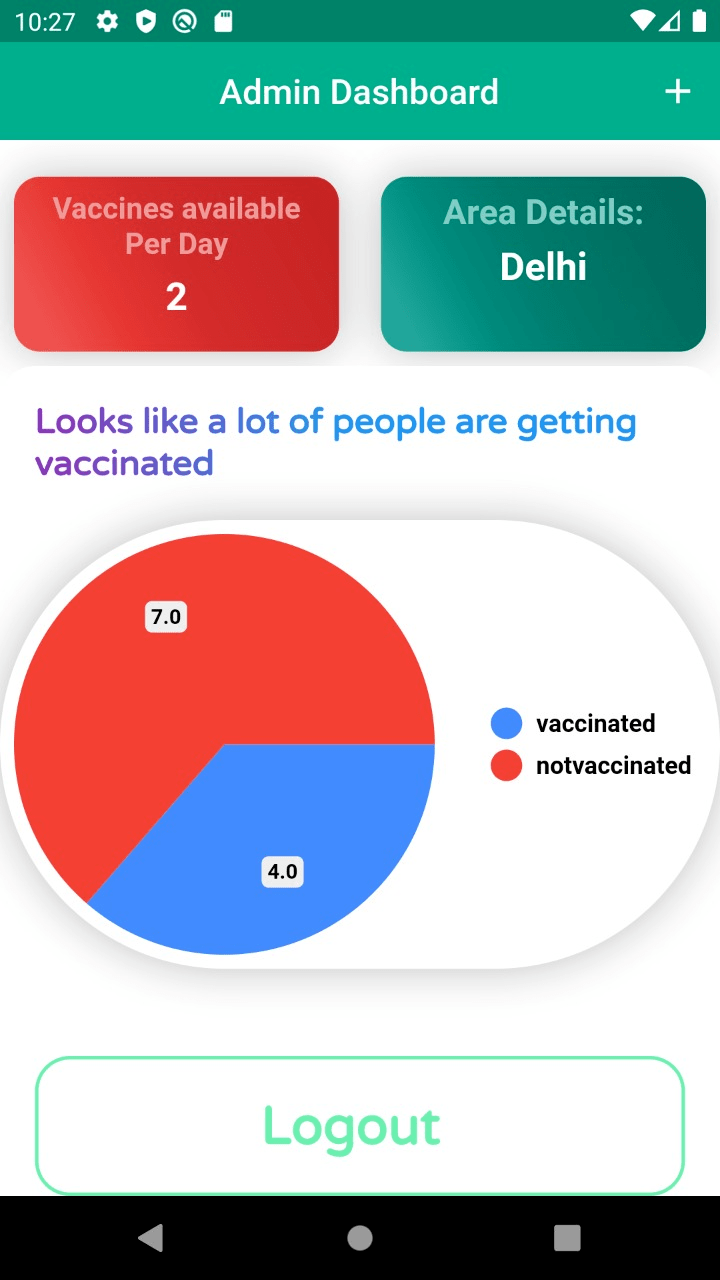 10:27
Admin Dashboard
Vaccines available
Per Day
2
Area Details:
Delhi
Looks like a lot of people are getting
vaccinated
7.0
4.0
vaccinated
notvaccinated
Logout